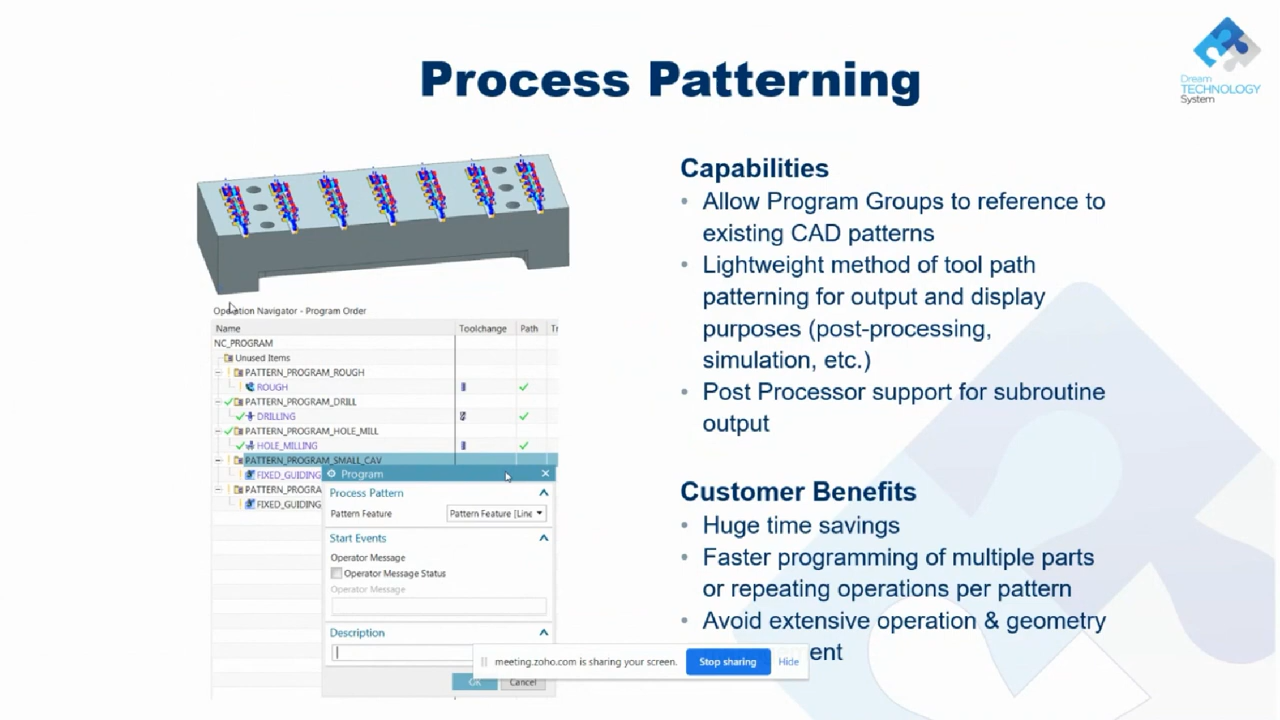 Process Patterning
Dream
TECHNOLOGY
System
Operation Navigator - Program Order
Name Toolchange Path Tr
NC_PROGRAM
Unused Items
PATTERN_PROGRAM_ROUGH
ROUGH
PATTERN_PROGRAM_DRILL
DRILLING
PATTERN_PROGRAM_HOLE_MILL
HOLE_MILLING
PATTERN_PROGRAM_SMALL_CAV
FIXED_GUIDING
PATTERN_PROGRA
FIXED_GUIDING
Program
Process Pattern
Pattern Feature Pattern Feature [Line
Start Events
Operator Message
Operator Message Status
Operator Message
Description
OK Cancel
Capabilities
• Allow Program Groups to reference to
existing CAD patterns
• Lightweight method of tool path
patterning for output and display
purposes (post-processing,
simulation, etc.)
• Post Processor support for subroutine
output
Customer Benefits
• Huge time savings
• Faster programming of multiple parts
or repeating operations per pattern
• Avoid extensive operation & geometry
ement
meeting.zoho.com is sharing your screen. Stop sharing Hide